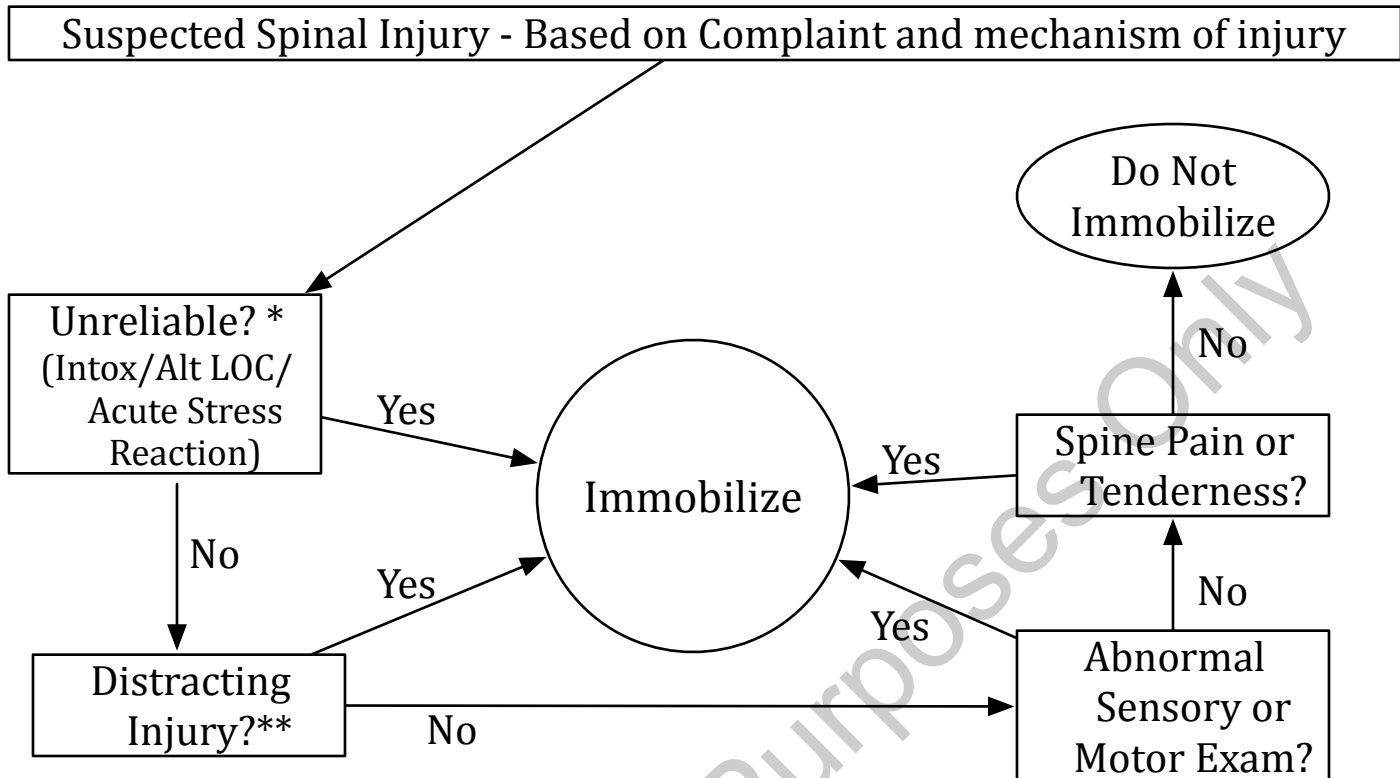 Suspected Spinal Injury - Based on Complaint and mechanism of injury
Do Not
Immobilize
Unreliable? *
(Intox/Alt LOC/
Acute Stress
Reaction)
Yes
No
Immobilize
No
Yes
Spine Pain or
Tenderness?
Yes
No
Yes
Distracting
Injury?**
No
Abnormal
Sensory or
Motor Exam?
Purposes Only